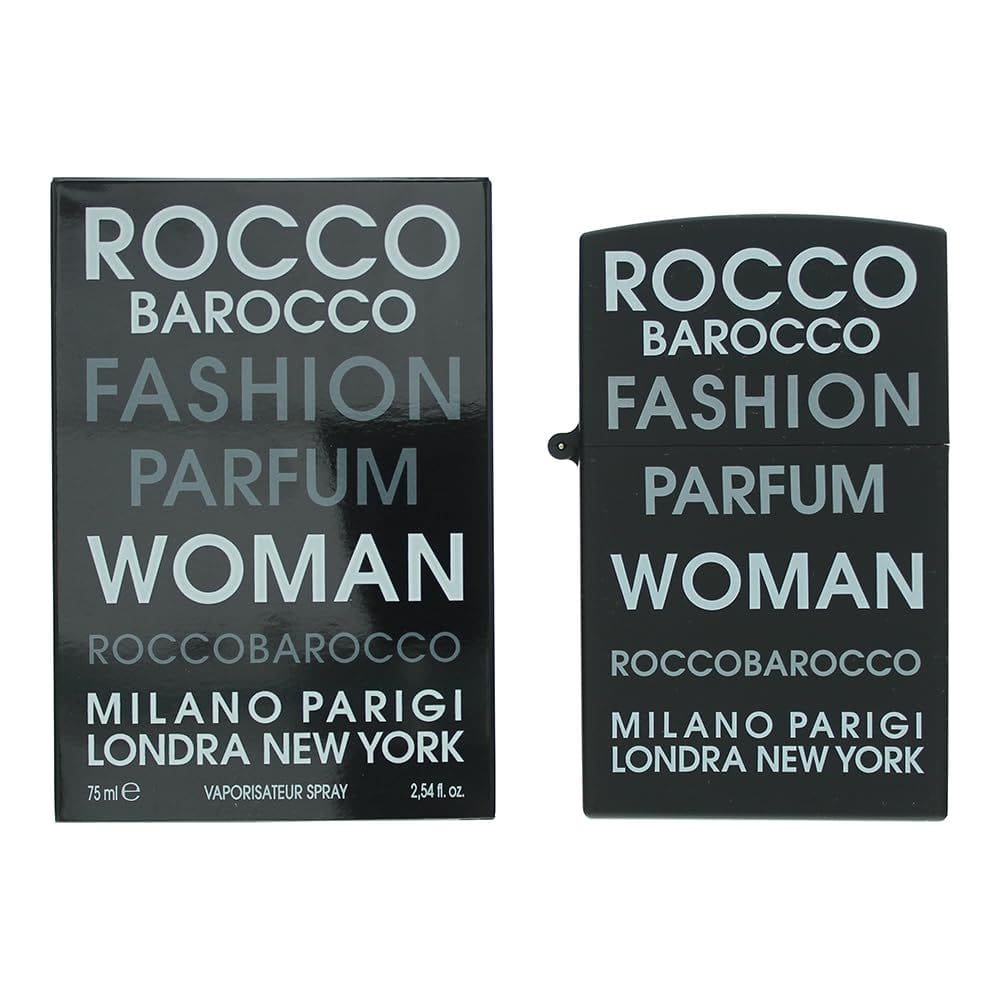 ROCCO
BAROCCO
FASHION
PARFUM
WOMAN
ROCCOBAROCCO
MILANO PARIGI
LONDRA NEW YORK
75 ml ℮ VAPORISATEUR SPRAY 2,54 fl. oz.
ROCCO
BAROCCO
FASHION
PARFUM
WOMAN
ROCCOBAROCCO
MILANO PARIGI
LONDRA NEW YORK